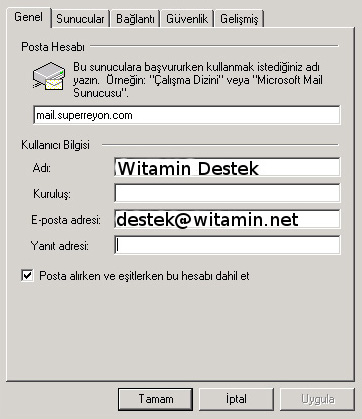 Genel Sunucular Bağlantı Güvenlik Gelişmiş
Posta Hesabı
Bu sunuculara başvururken kullanmak istediğiniz adı
yazın. Örneğin: "Çalışma Dizini" veya "Microsoft Mail
Sunucusu".
mail.superreyon.com
Kullanıcı Bilgisi
Adı: Witamin Destek
Kuruluş:
E-posta adresi: destek@witamin.net
Yanıt adresi:
Posta alırken ve eşitlerken bu hesabı dahil et
Tamam İptal Uygula